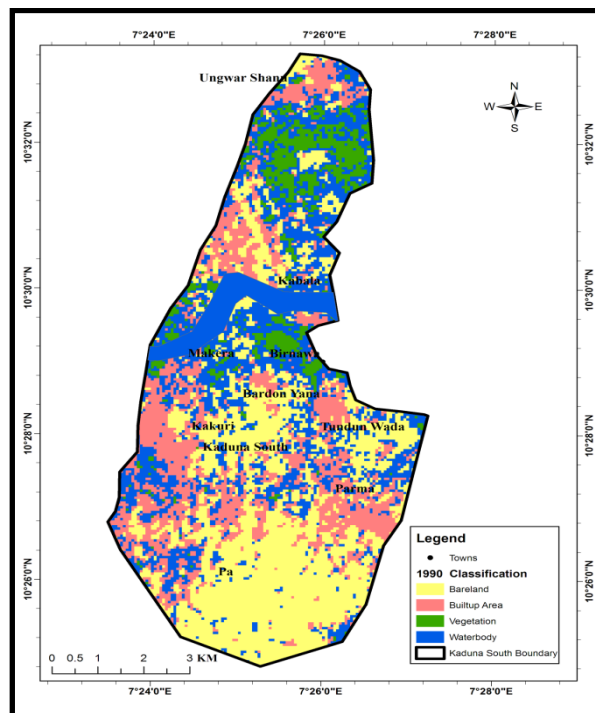 7°24'0"E 7°26'0"E 7°28'0"E
Ungwar Shanu
N
W E
S
10°32'0"N 10°32'0"N
Kabala
10°30'0"N 10°30'0"N
Makera Birnawa
Bardon Yana
Kakuri Tundun Wada
10°28'0"N 10°28'0"N
Kaduna South
Parma
Legend
Towns
1990 Classification
Bareland
Builtup Area
Vegetation
Waterbody
Kaduna South Boundary
Pa
10°26'0"N 10°26'0"N
0 0.5 1 2 3 KM
7°24'0"E 7°26'0"E 7°28'0"E